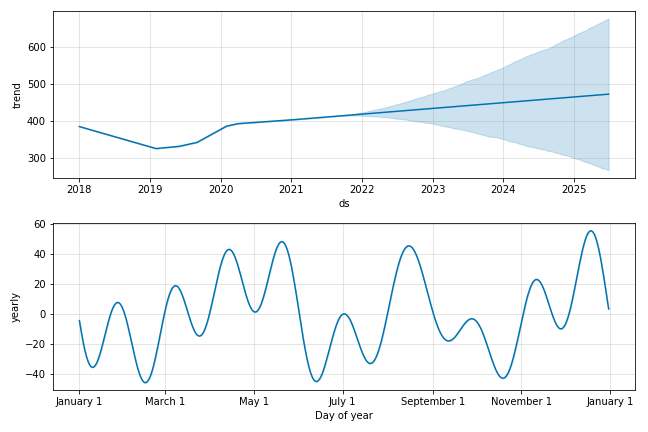 600
500
400
300
trend
2018 2019 2020 2021 2022 2023 2024 2025
ds
60
40
20
0
−20
−40
yearly
January 1 March 1 May 1 July 1 September 1 November 1 January 1
Day of year